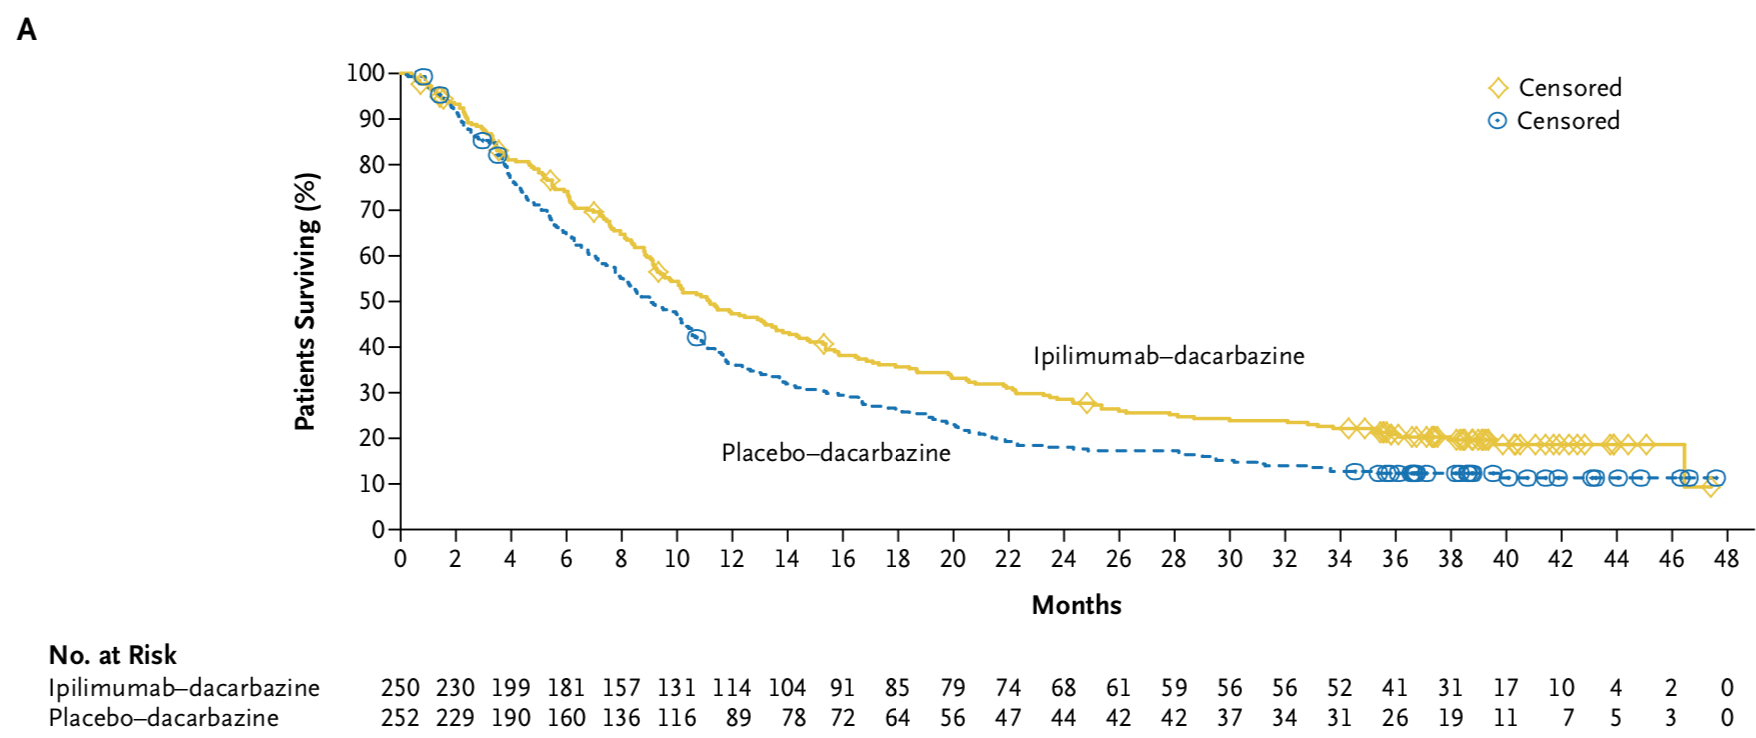 A
100
90
80
70
60
50
40
30
20
10
0
Patients Surviving (%)
Censored
Censored
Ipilimumab–dacarbazine
Placebo–dacarbazine
0 2 4 6 8 10 12 14 16 18 20 22 24 26 28 30 32 34 36 38 40 42 44 46 48
Months
No. at Risk
Ipilimumab–dacarbazine 250 230 199 181 157 131 114 104 91 85 79 74 68 61 59 56 56 52 41 31 17 10 4 2 0
Placebo–dacarbazine 252 229 190 160 136 116 89 78 72 64 56 47 44 42 42 37 34 31 26 19 11 7 5 3 0